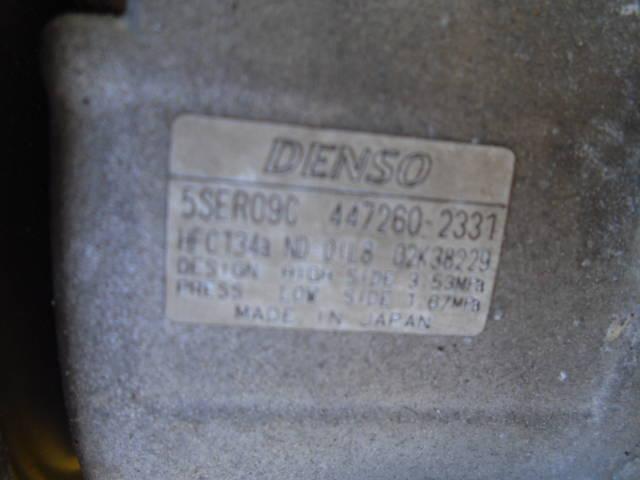 DENSO
5SER09C 447260-2331
HFC134a ND-OIL8 02K38229
DESIGN HIGH SIDE 3.53MPa
PRESS LOW SIDE 1.67MPa
MADE IN JAPAN